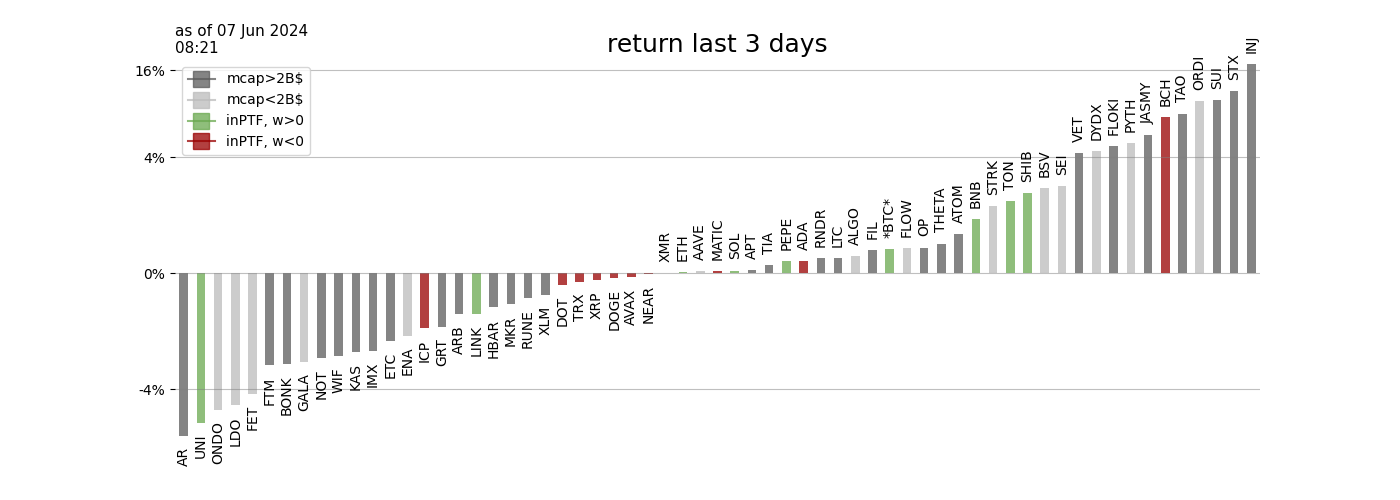 as of 07 Jun 2024
08:21
return last 3 days
16%
4%
0%
-4%
mcap>2B$
mcap<2B$
inPTF, w>0
inPTF, w<0
AR
UNI
ONDO
LDO
FET
FTM
BONK
GALA
NOT
WIF
KAS
IMX
ETC
ENA
ICP
GRT
ARB
LINK
HBAR
MKR
RUNE
XLM
DOT
TRX
XRP
DOGE
AVAX
NEAR
XMR
ETH
AAVE
MATIC
SOL
APT
TIA
PEPE
ADA
RNDR
LTC
ALGO
FIL
*BTC*
FLOW
OP
THETA
ATOM
BNB
STRK
TON
SHIB
BSV
SEI
VET
DYDX
FLOKI
PYTH
JASMY
BCH
TAO
ORDI
SUI
STX
INJ